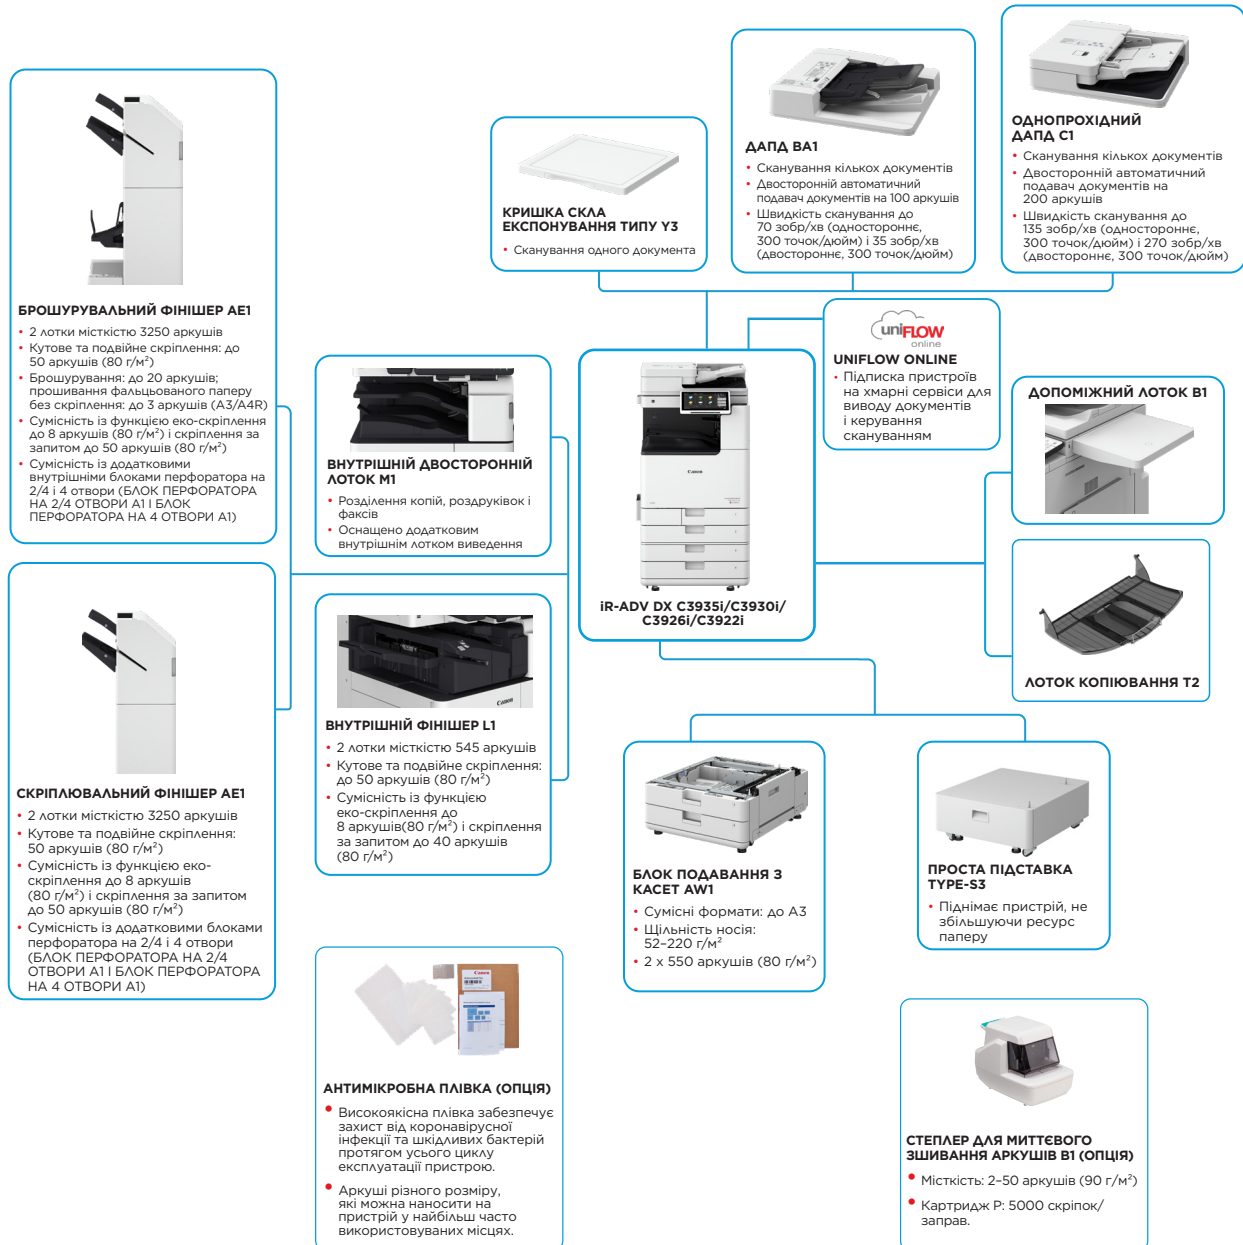 БРОШУРУВАЛЬНИЙ ФІНІШЕР AE1
• 2 лотки місткістю 3250 аркушів
• Кутове та подвійне скріплення: до
50 аркушів (80 г/м²)
• Брошурування: до 20 аркушів;
прошивання фальцьованого паперу
без скріплення: до 3 аркушів (A3/A4R)
• Сумісність із функцією еко-скріплення
до 8 аркушів (80 г/м²) і скріплення за
запитом до 50 аркушів (80 г/м²)
• Сумісність із додатковими
внутрішніми блоками перфоратора на
2/4 і 4 отвори (БЛОК ПЕРФОРАТОРА
НА 2/4 ОТВОРИ A1 І БЛОК
ПЕРФОРАТОРА НА 4 ОТВОРИ A1)
СКРІПЛЮВАЛЬНИЙ ФІНІШЕР AE1
• 2 лотки місткістю 3250 аркушів
• Кутове та подвійне скріплення:
50 аркушів (80 г/м²)
• Сумісність із функцією еко-
скріплення до 8 аркушів
(80 г/м²) і скріплення за запитом
до 50 аркушів (80 г/м²)
• Сумісність із додатковими блоками
перфоратора на 2/4 і 4 отвори
(БЛОК ПЕРФОРАТОРА НА 2/4
ОТВОРИ A1 І БЛОК ПЕРФОРАТОРА
НА 4 ОТВОРИ A1)
ВНУТРІШНІЙ ДВОСТОРОННІЙ
ЛОТОК M1
• Розділення копій, роздруківок і
факсів
• Оснащено додатковим
внутрішнім лотком виведення
Canon
ВНУТРІШНІЙ ФІНІШЕР L1
• 2 лотки місткістю 545 аркушів
• Кутове та подвійне скріплення:
до 50 аркушів (80 г/м²)
• Сумісність із функцією
еко-скріплення до
8 аркушів(80 г/м²) і скріплення
за запитом до 40 аркушів
(80 г/м²)
Canon
АНТИМІКРОБНА ПЛІВКА (ОПЦІЯ)
• Високоякісна плівка забезпечує
захист від коронавірусної
інфекції та шкідливих бактерій
протягом усього циклу
експлуатації пристрою.
• Аркуші різного розміру,
які можна наносити на
пристрій у найбільш часто
використовуваних місцях.
КРИШКА СКЛА
ЕКСПОНУВАННЯ ТИПУ Y3
• Сканування одного документа
ДАПД BA1
• Сканування кількох документів
• Двосторонній автоматичний
подавач документів на 100 аркушів
• Швидкість сканування до
70 зобр/хв (одностороннє,
300 точок/дюйм) і 35 зобр/хв
(двостороннє, 300 точок/дюйм)
ОДНОПРОХІДНИЙ
ДАПД C1
• Сканування кількох документів
• Двосторонній автоматичний
подавач документів на
200 аркушів
• Швидкість сканування до
135 зобр/хв (одностороннє,
300 точок/дюйм) і 270 зобр/хв
(двостороннє, 300 точок/дюйм)
uniFLOW
online
UNIFLOW ONLINE
• Підписка пристроїв
на хмарні сервіси для
виводу документів
і керування
скануванням
Canon
iR-ADV DX C3935i/C3930i/
C3926i/C3922i
ДОПОМІЖНИЙ ЛОТОК B1
ЛОТОК КОПІЮВАННЯ T2
БЛОК ПОДАВАННЯ З
КАСЕТ AW1
• Сумісні формати: до A3
• Щільність носія:
52–220 г/м²
• 2 x 550 аркушів (80 г/м²)
ПРОСТА ПІДСТАВКА
TYPE-S3
• Піднімає пристрій, не
збільшуючи ресурс
паперу
СТЕПЛЕР ДЛЯ МИТТЄВОГО
ЗШИВАННЯ АРКУШІВ B1 (ОПЦІЯ)
• Місткість: 2–50 аркушів (90 г/м²)
• Картридж P: 5000 скріпок/
заправ.